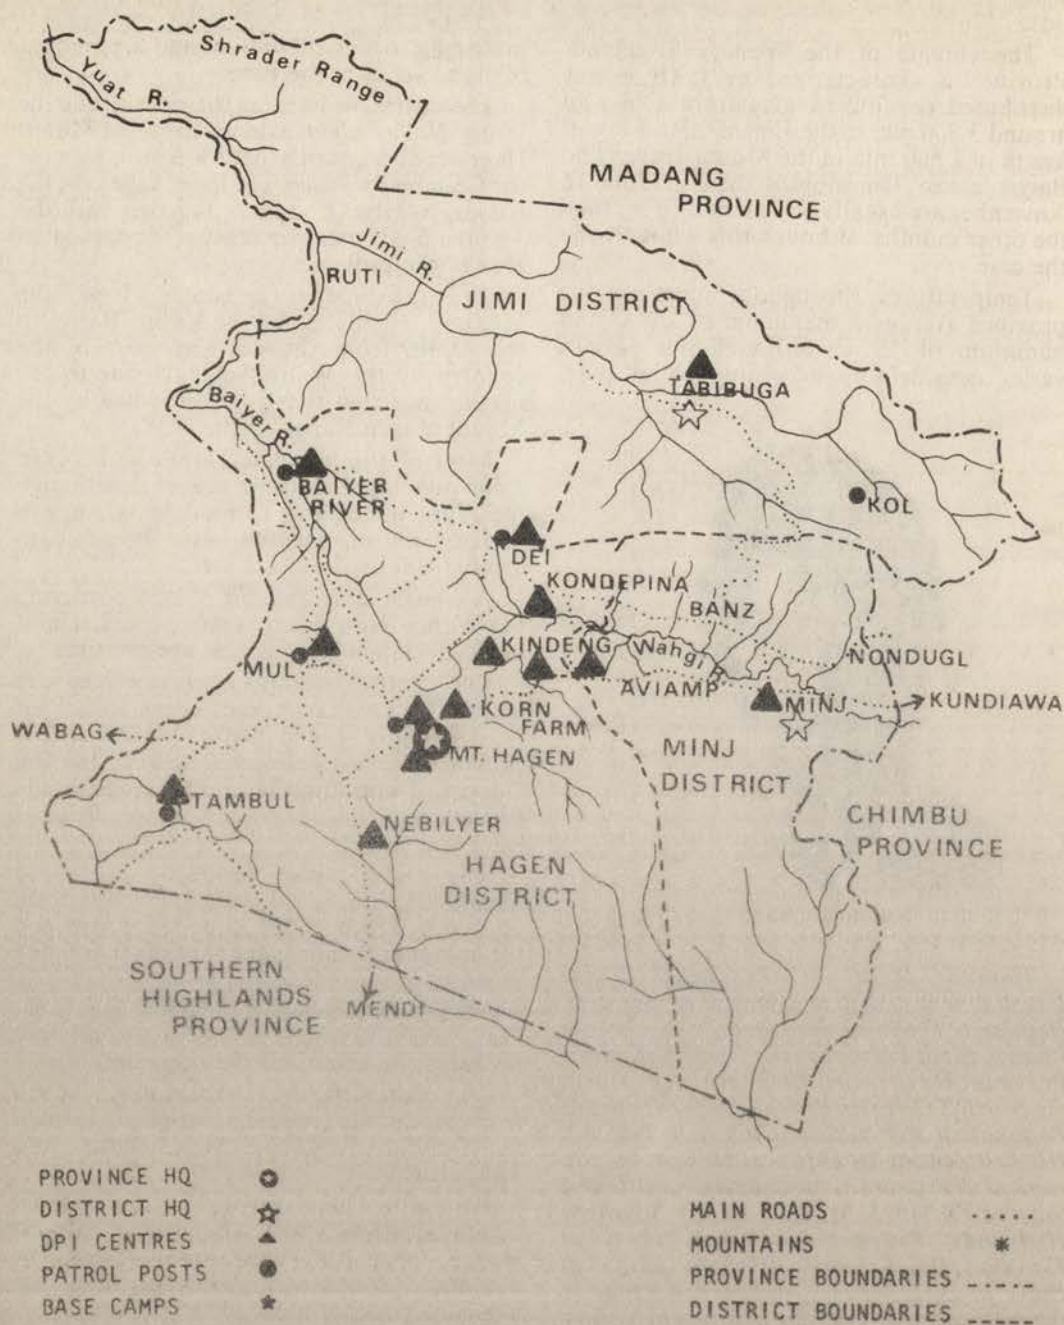 Shrader Range
Yuat R.
MADANG
PROVINCE
Jimi R.
RUTI
JIMI DISTRICT
TABIBUGA
Baiyer R.
BAIYER
RIVER
KOL
DEI
KONDEPINA
BANZ
KINDENG
Wahgi R.
NONDUGL
MUL
AVIAMP
MINJ
KUNDIAWA
KORN
FARM
WABAG
MT. HAGEN
MINJ
DISTRICT
TAMBUL
NEBILYER
CHIMBU
PROVINCE
HAGEN
DISTRICT
SOUTHERN
HIGHLANDS
PROVINCE
MENDI
PROVINCE HQ
DISTRICT HQ
DPI CENTRES
PATROL POSTS
BASE CAMPS
MAIN ROADS
MOUNTAINS
PROVINCE BOUNDARIES
DISTRICT BOUNDARIES